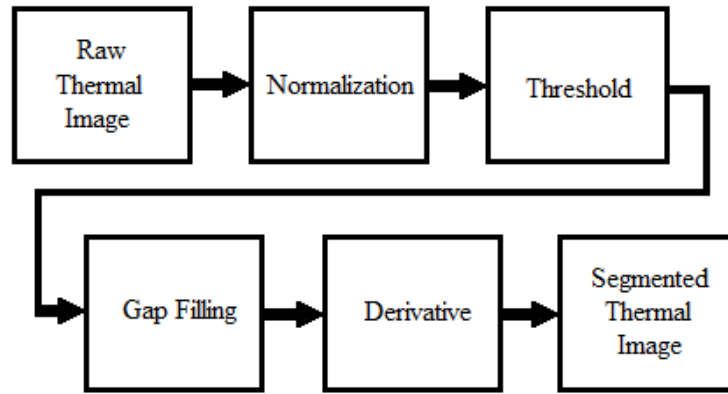 Raw
Thermal
Image
Normalization
Threshold
Gap Filling
Derivative
Segmented
Thermal
Image